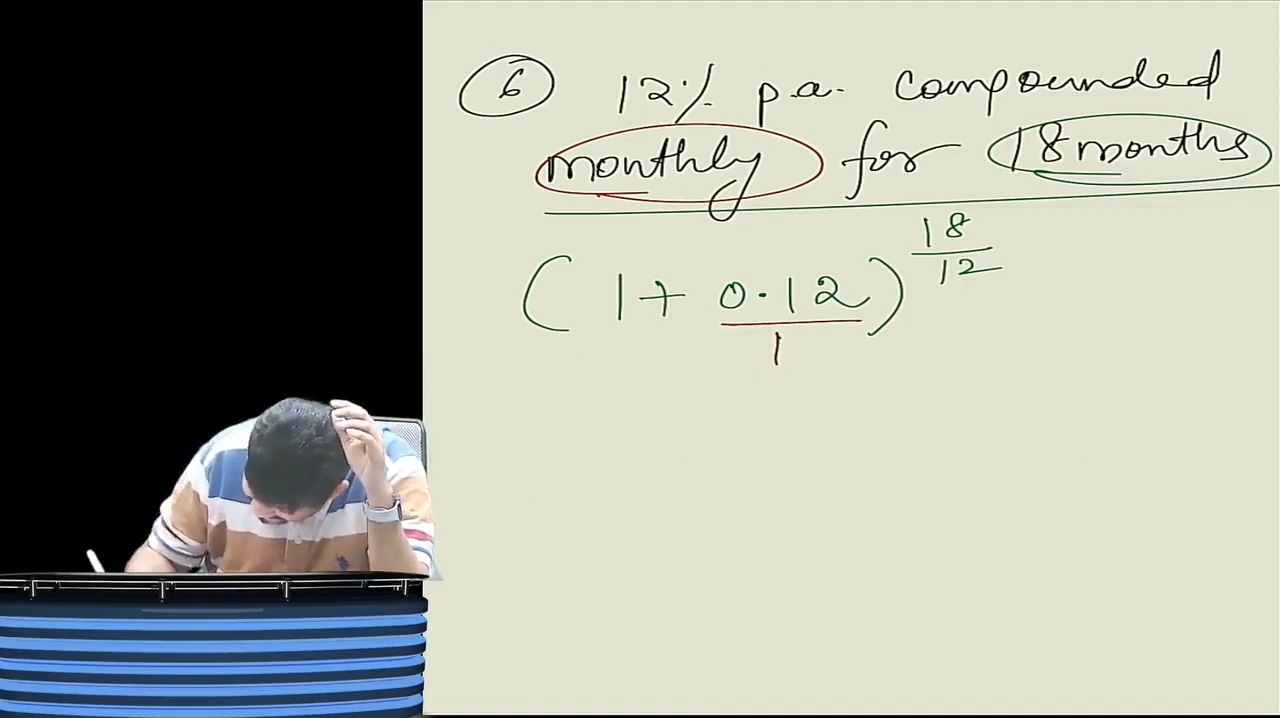 6 12% p.a. compounded
monthly for 18 months
(1 + 0.12/1)^18/12